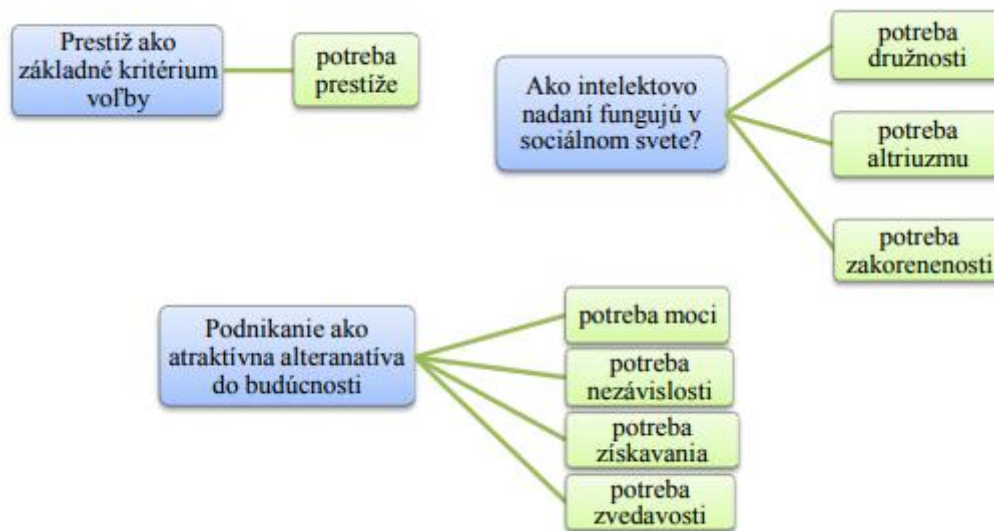 Prestíž ako
základné kritérium
voľby
potreba
prestíže
Ako intelektovo
nadaní fungujú v
sociálnom svete?
potreba
družnosti
potreba
altriuzmu
potreba
zakorenenosti
Podnikanie ako
atraktívna alteranatíva
do budúcnosti
potreba moci
potreba
nezávislosti
potreba
získavania
potreba
zvedavosti